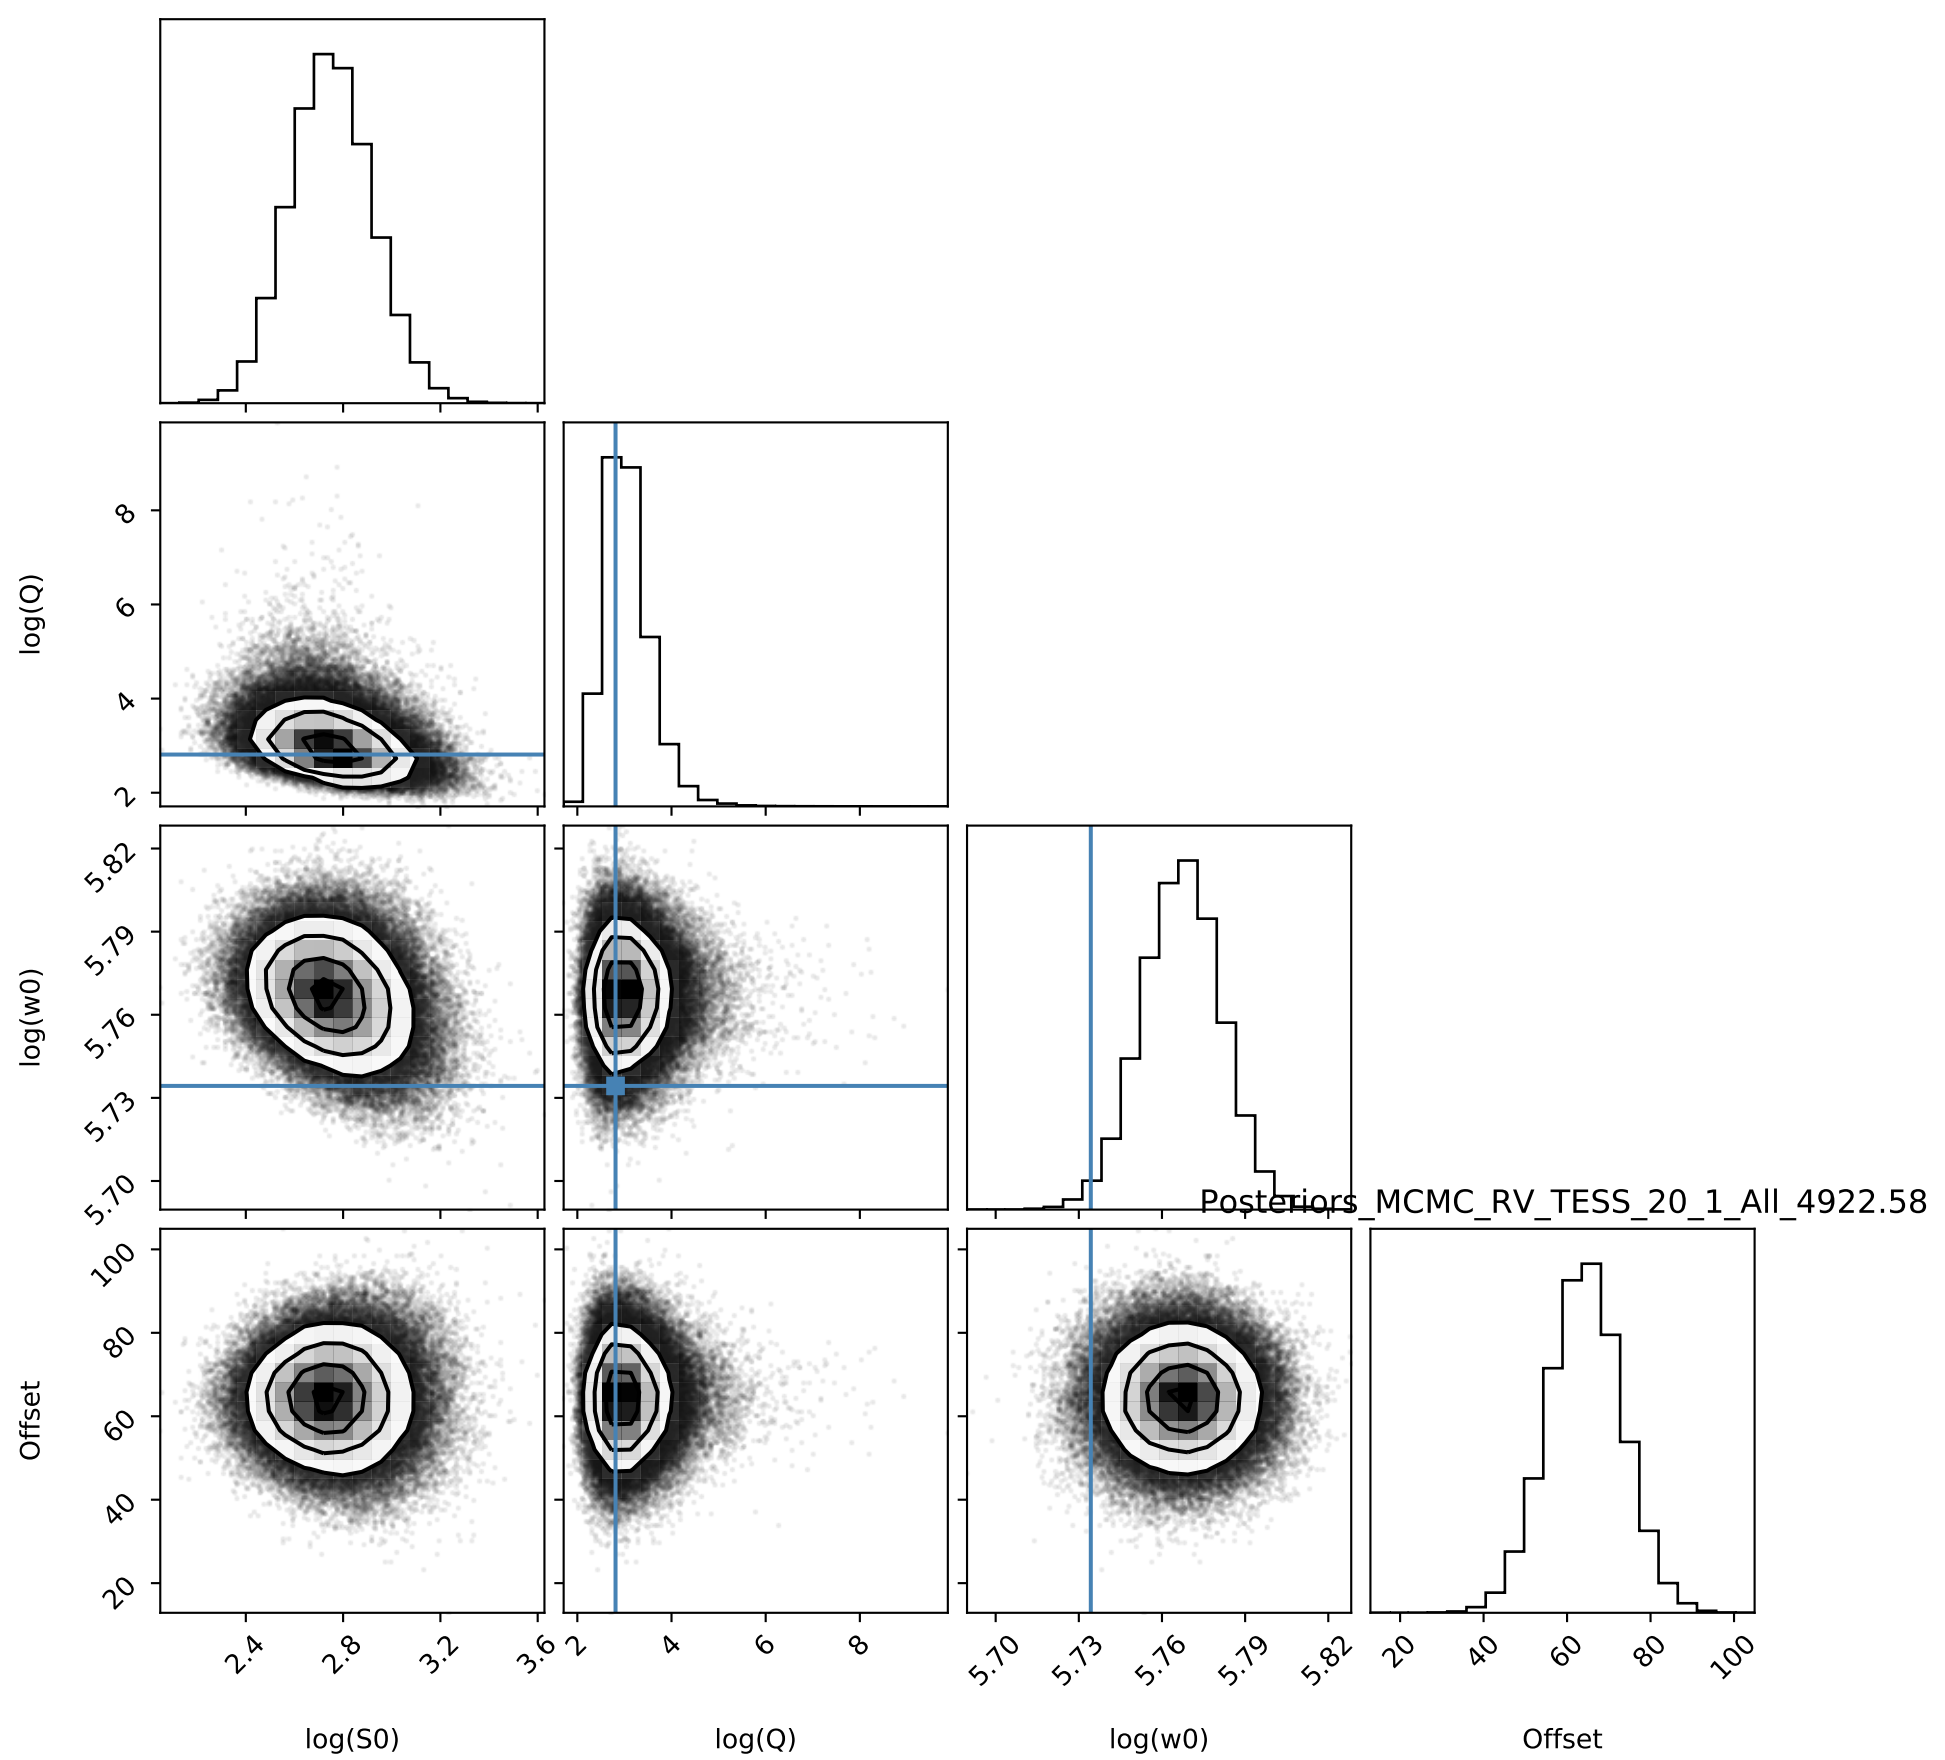 8
6
4
2
log(Q)
5.82
5.79
5.76
5.73
5.70
log(w0)
Posteriors_MCMC_RV_TESS_20_1_All_4922.58
100
80
60
40
20
Offset
2.4 2.8 3.2 3.6 2 4 6 8 5.70 5.73 5.76 5.79 5.82 20 40 60 80 100
log(S0) log(Q) log(w0) Offset